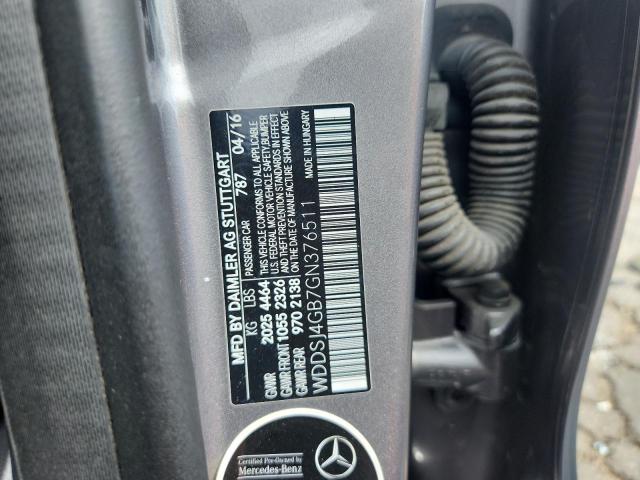 MFD BY DAIMLER AG STUTTGART
PASSENGER CAR 787 04/16
KG LBS
GVWR 2025 4464
GAWR FRONT 1055 2326
GAWR REAR 970 2138
THIS VEHICLE CONFORMS TO ALL APPLICABLE
U.S. FEDERAL MOTOR VEHICLE SAFETY, BUMPER
AND THEFT PREVENTION STANDARDS IN EFFECT
ON THE DATE OF MANUFACTURE SHOWN ABOVE
WDDSJ4GB7GN376511
MADE IN HUNGARY
Certified Pre-Owned by
Mercedes-Benz